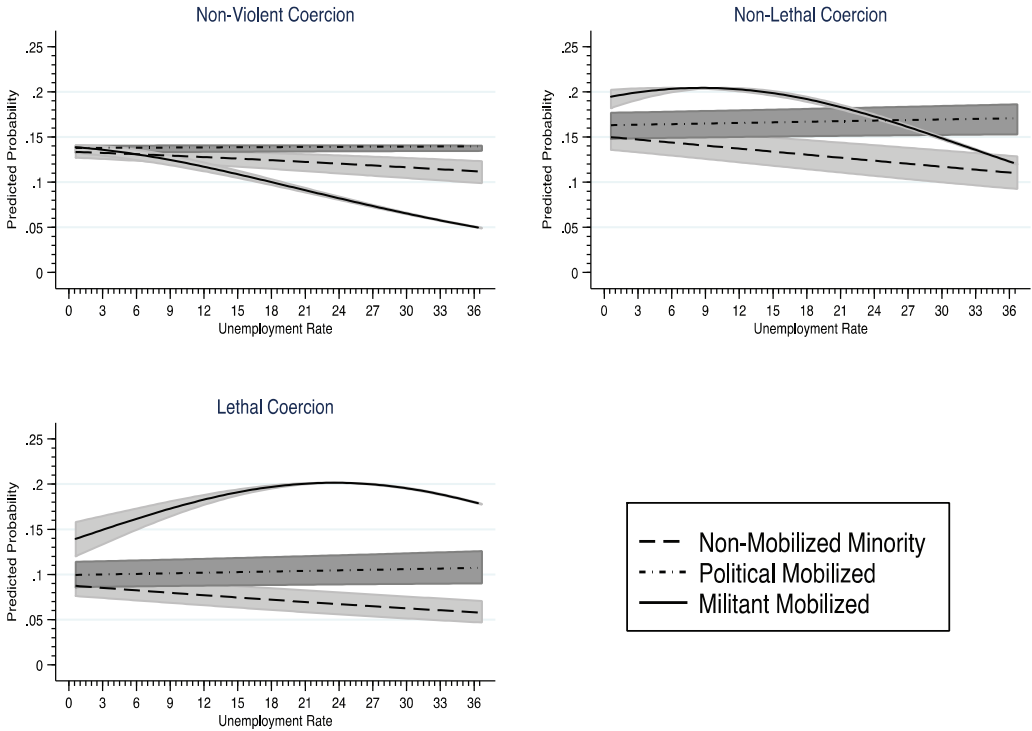 Non-Violent Coercion
Predicted Probability
.25
.2
.15
.1
.05
0
0 3 6 9 12 15 18 21 24 27 30 33 36
Unemployment Rate
Non-Lethal Coercion
Predicted Probability
.25
.2
.15
.1
.05
0
0 3 6 9 12 15 18 21 24 27 30 33 36
Unemployment Rate
Lethal Coercion
Predicted Probability
.25
.2
.15
.1
.05
0
0 3 6 9 12 15 18 21 24 27 30 33 36
Unemployment Rate
Non-Mobilized Minority
Political Mobilized
Militant Mobilized